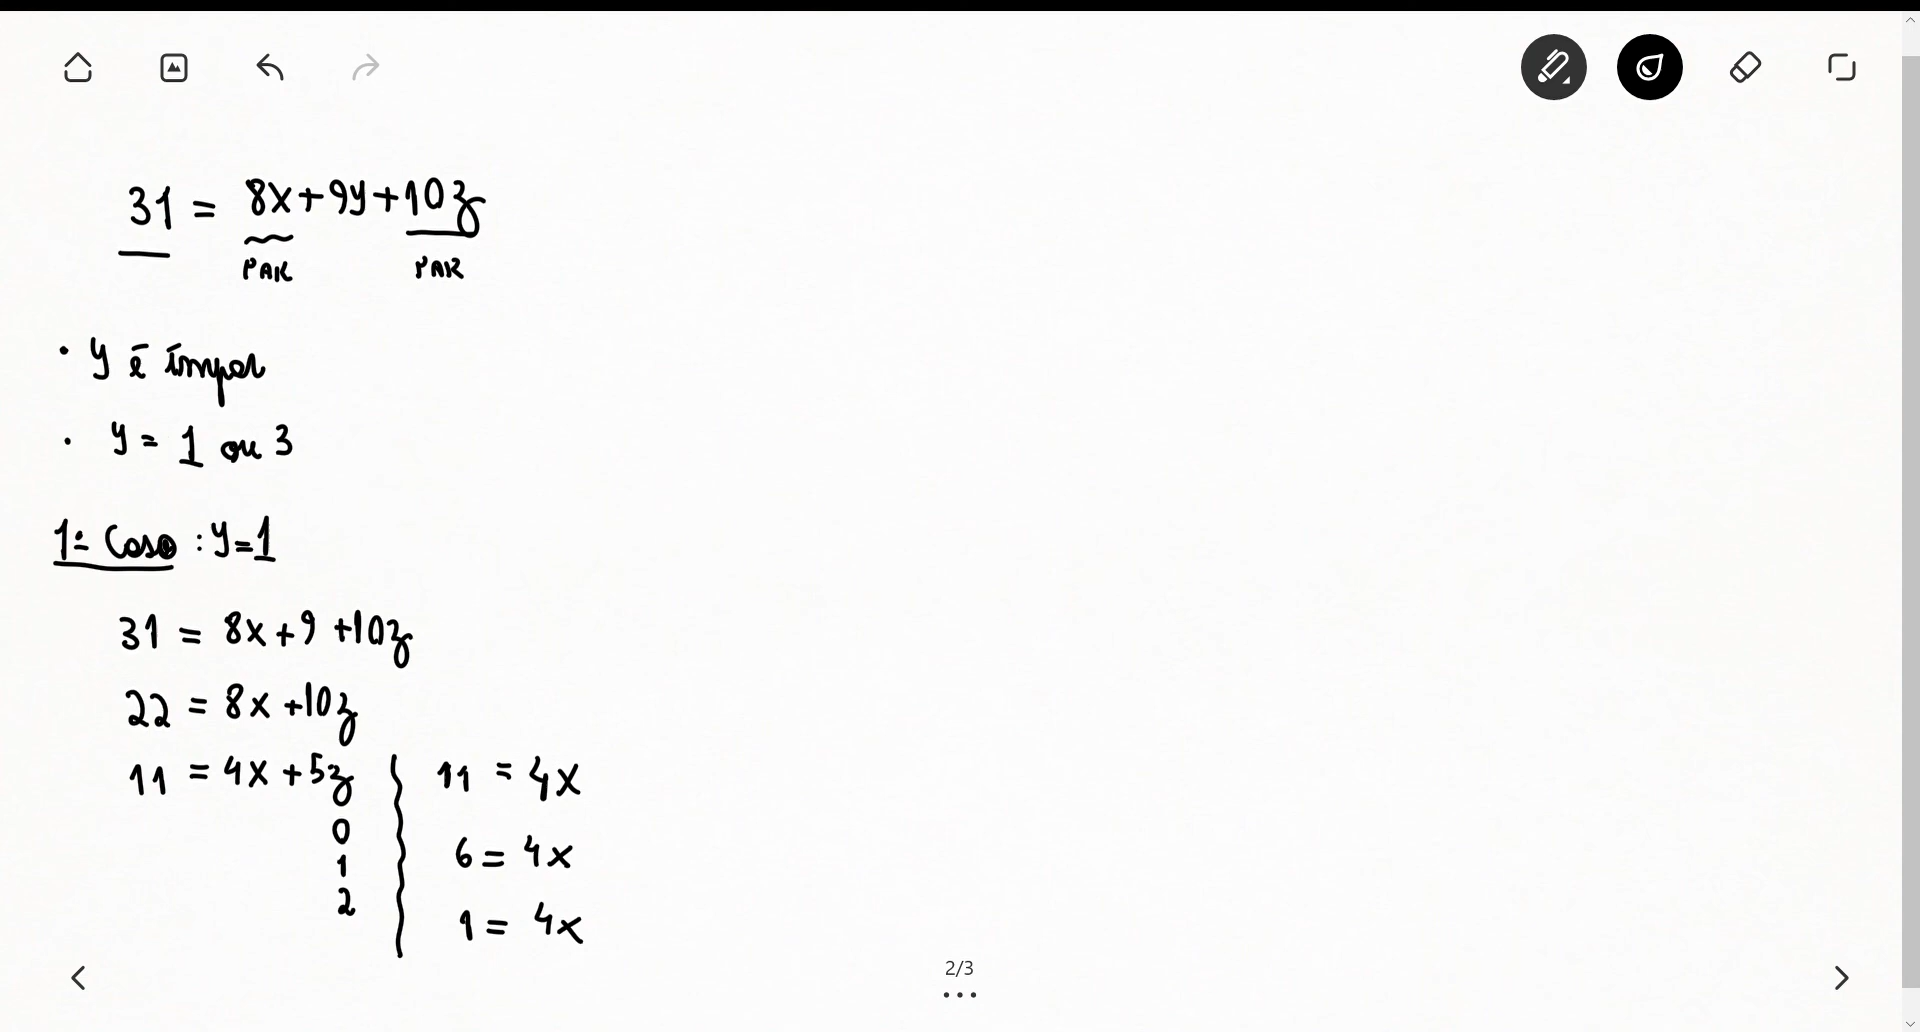 31 = 8x+9y+10z
PAR PAR
• y é ímpar
• y = 1 ou 3
1º Caso : y=1
31 = 8x+9+10z
22 = 8x+10z
11 = 4x+5z
0
1
2
11 = 4x
6 = 4x
1 = 4x
2/3